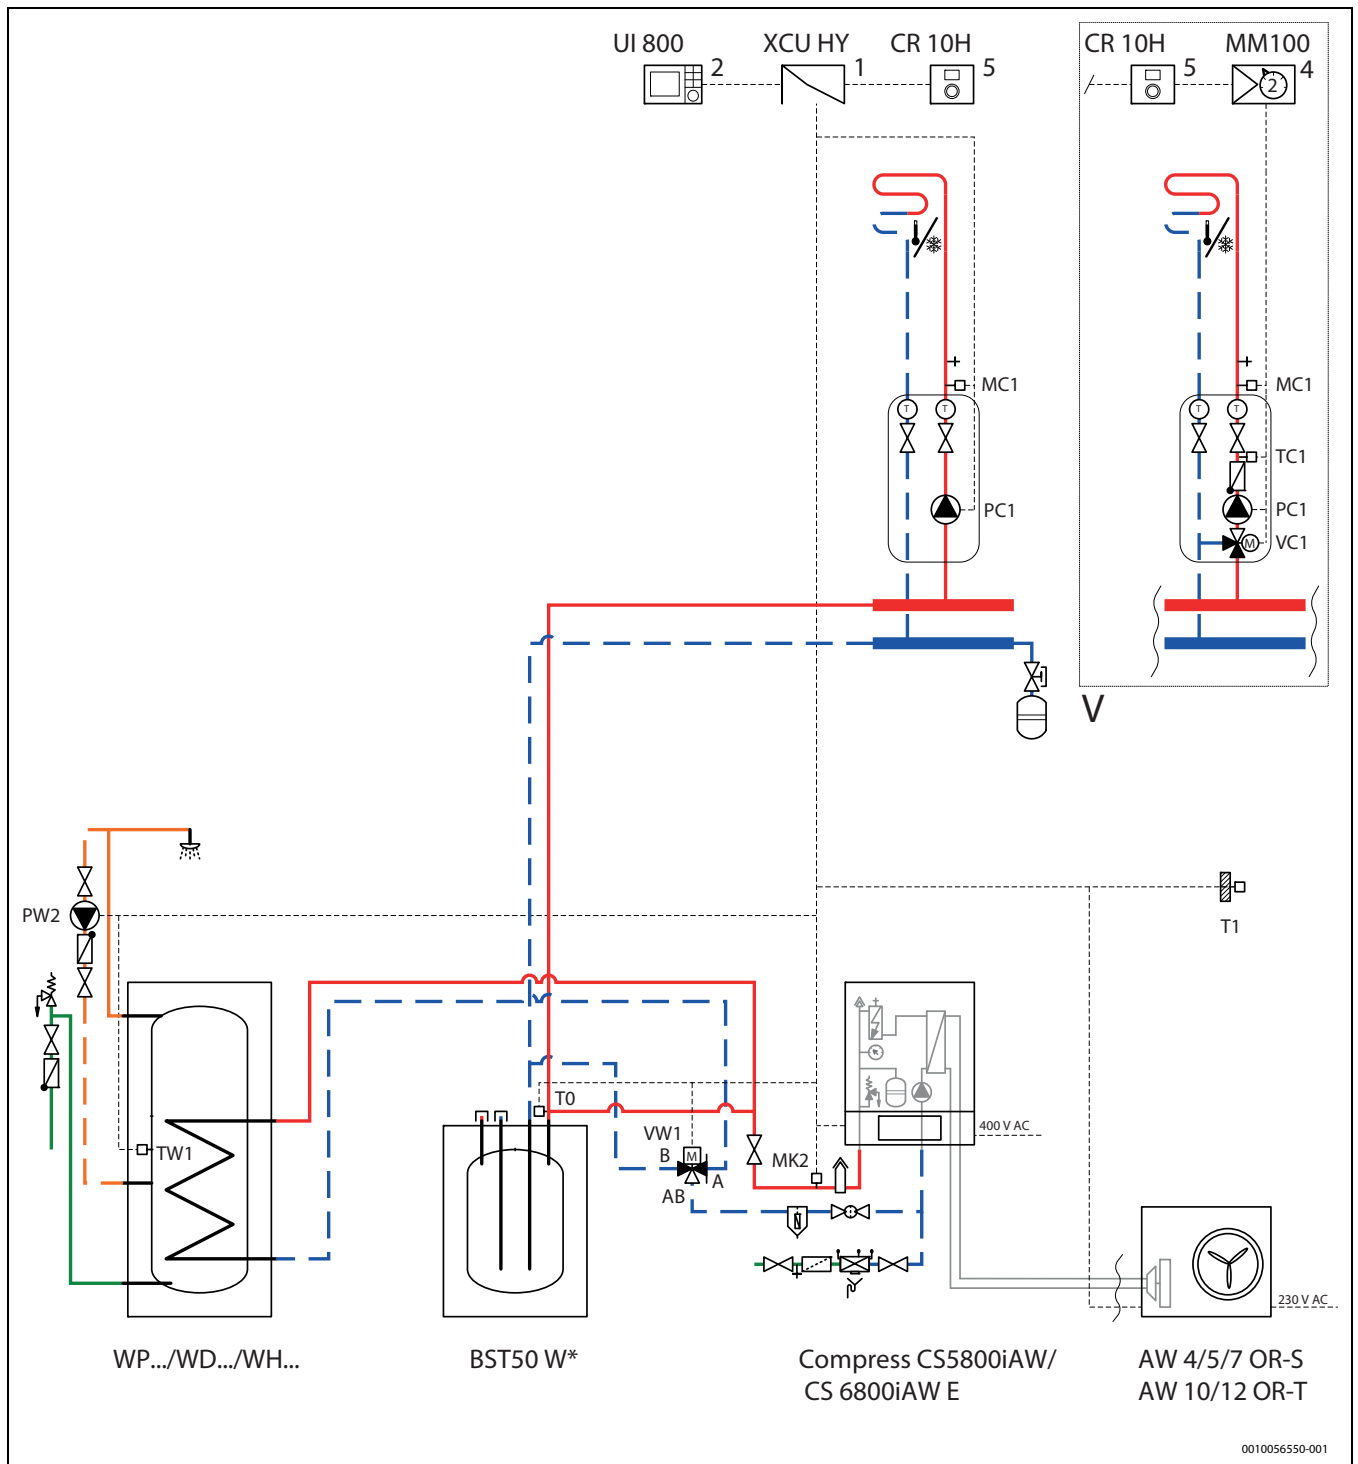 UI 800
XCU HY
CR 10H
CR 10H
MM100
2
1
5
5
4
2
MC1
MC1
T
T
T
T
TC1
PC1
PC1
M
VC1
V
PW2
T1
T0
TW1
VW1
B
M
A
AB
MK2
400 V AC
230 V AC
WP.../WD.../WH...
BST50 W*
Compress CS5800iAW/
CS 6800iAW E
AW 4/5/7 OR-S
AW 10/12 OR-T
0010056550-001